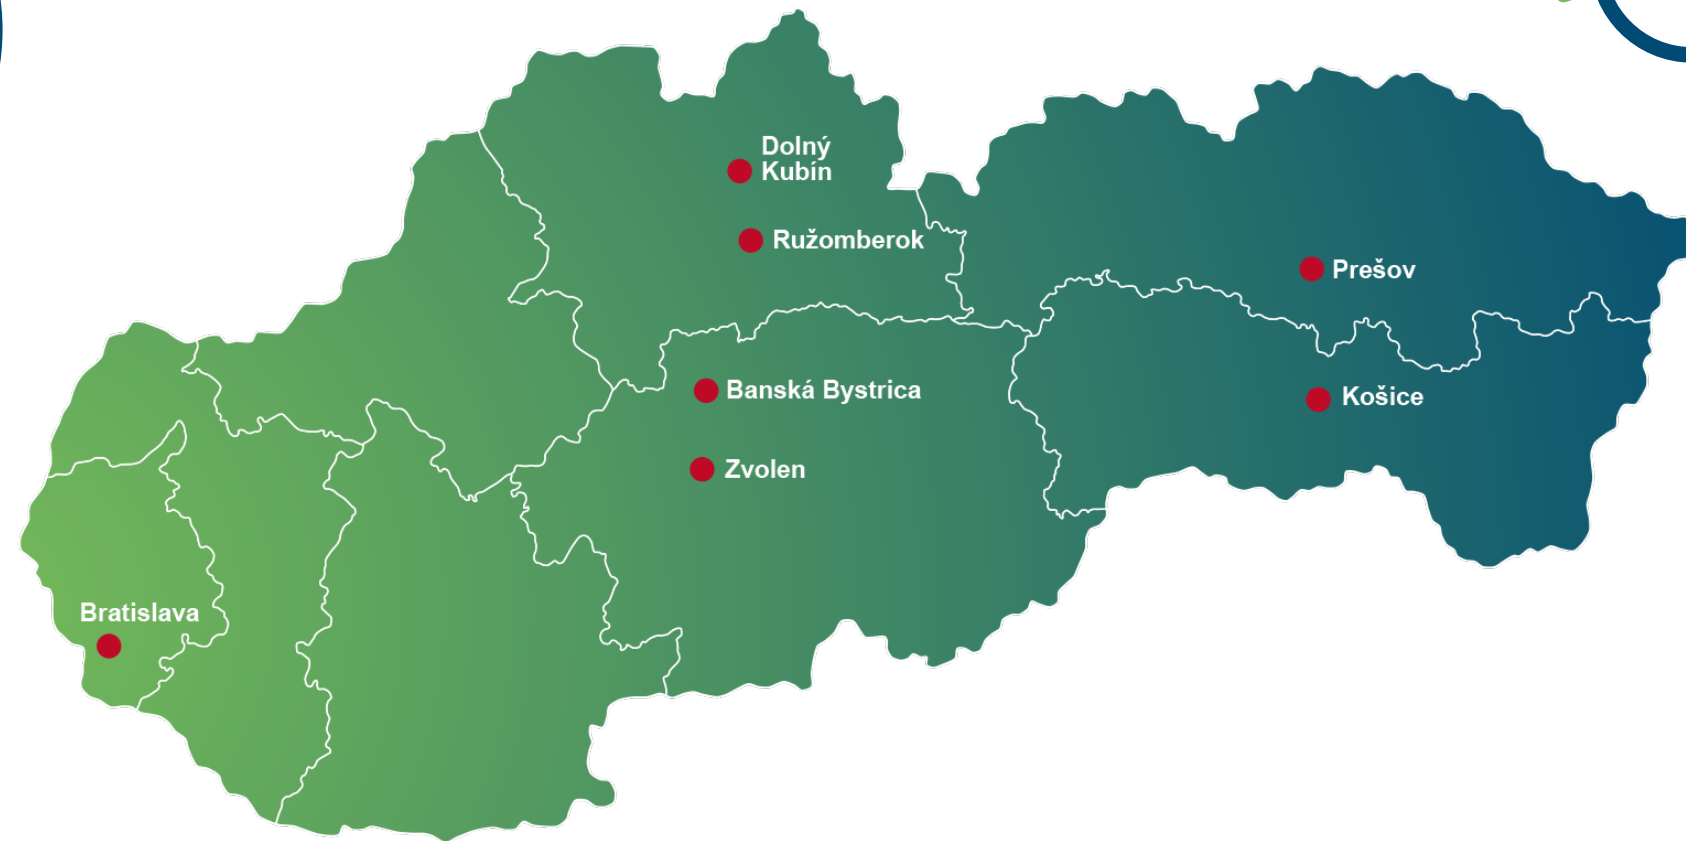 Dolný
Kubín
Ružomberok
Prešov
Banská Bystrica
Košice
Zvolen
Bratislava